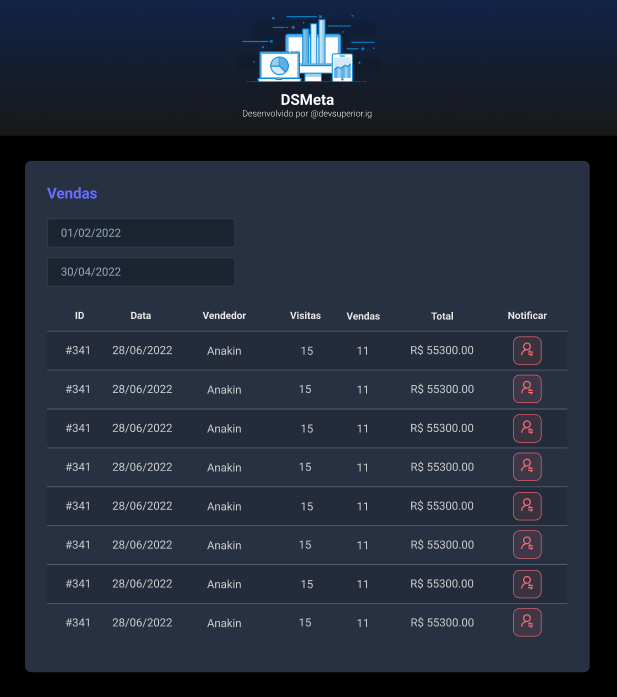 DSMeta
Desenvolvido por @devsuperior.ig
Vendas
01/02/2022
30/04/2022
ID Data Vendedor Visitas Vendas Total Notificar
#341 28/06/2022 Anakin 15 11 R$ 55300.00
#341 28/06/2022 Anakin 15 11 R$ 55300.00
#341 28/06/2022 Anakin 15 11 R$ 55300.00
#341 28/06/2022 Anakin 15 11 R$ 55300.00
#341 28/06/2022 Anakin 15 11 R$ 55300.00
#341 28/06/2022 Anakin 15 11 R$ 55300.00
#341 28/06/2022 Anakin 15 11 R$ 55300.00
#341 28/06/2022 Anakin 15 11 R$ 55300.00